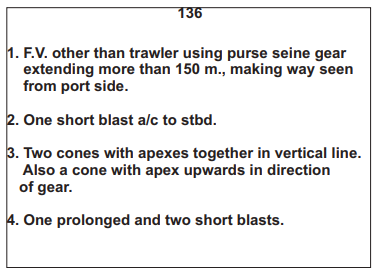 136
1. F.V. other than trawler using purse seine gear
extending more than 150 m., making way seen
from port side.
2. One short blast a/c to stbd.
3. Two cones with apexes together in vertical line.
Also a cone with apex upwards in direction
of gear.
4. One prolonged and two short blasts.